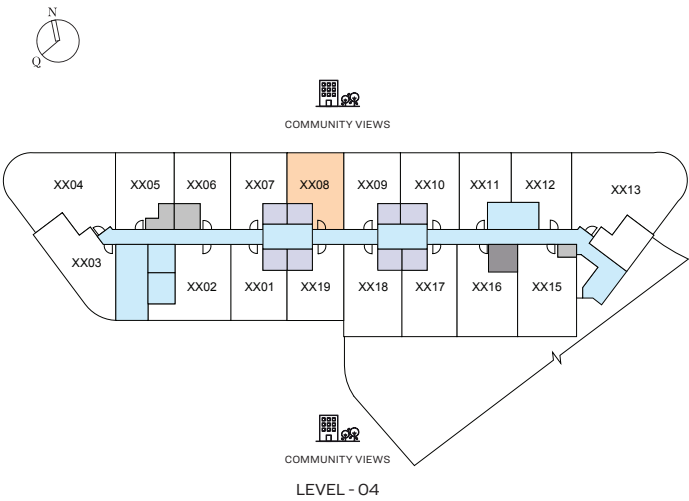 N
Q
COMMUNITY VIEWS
XX04 XX05 XX06 XX07 XX08 XX09 XX10 XX11 XX12 XX13
XX03 XX02 XX01 XX19 XX18 XX17 XX16 XX15
N
COMMUNITY VIEWS
LEVEL - 04